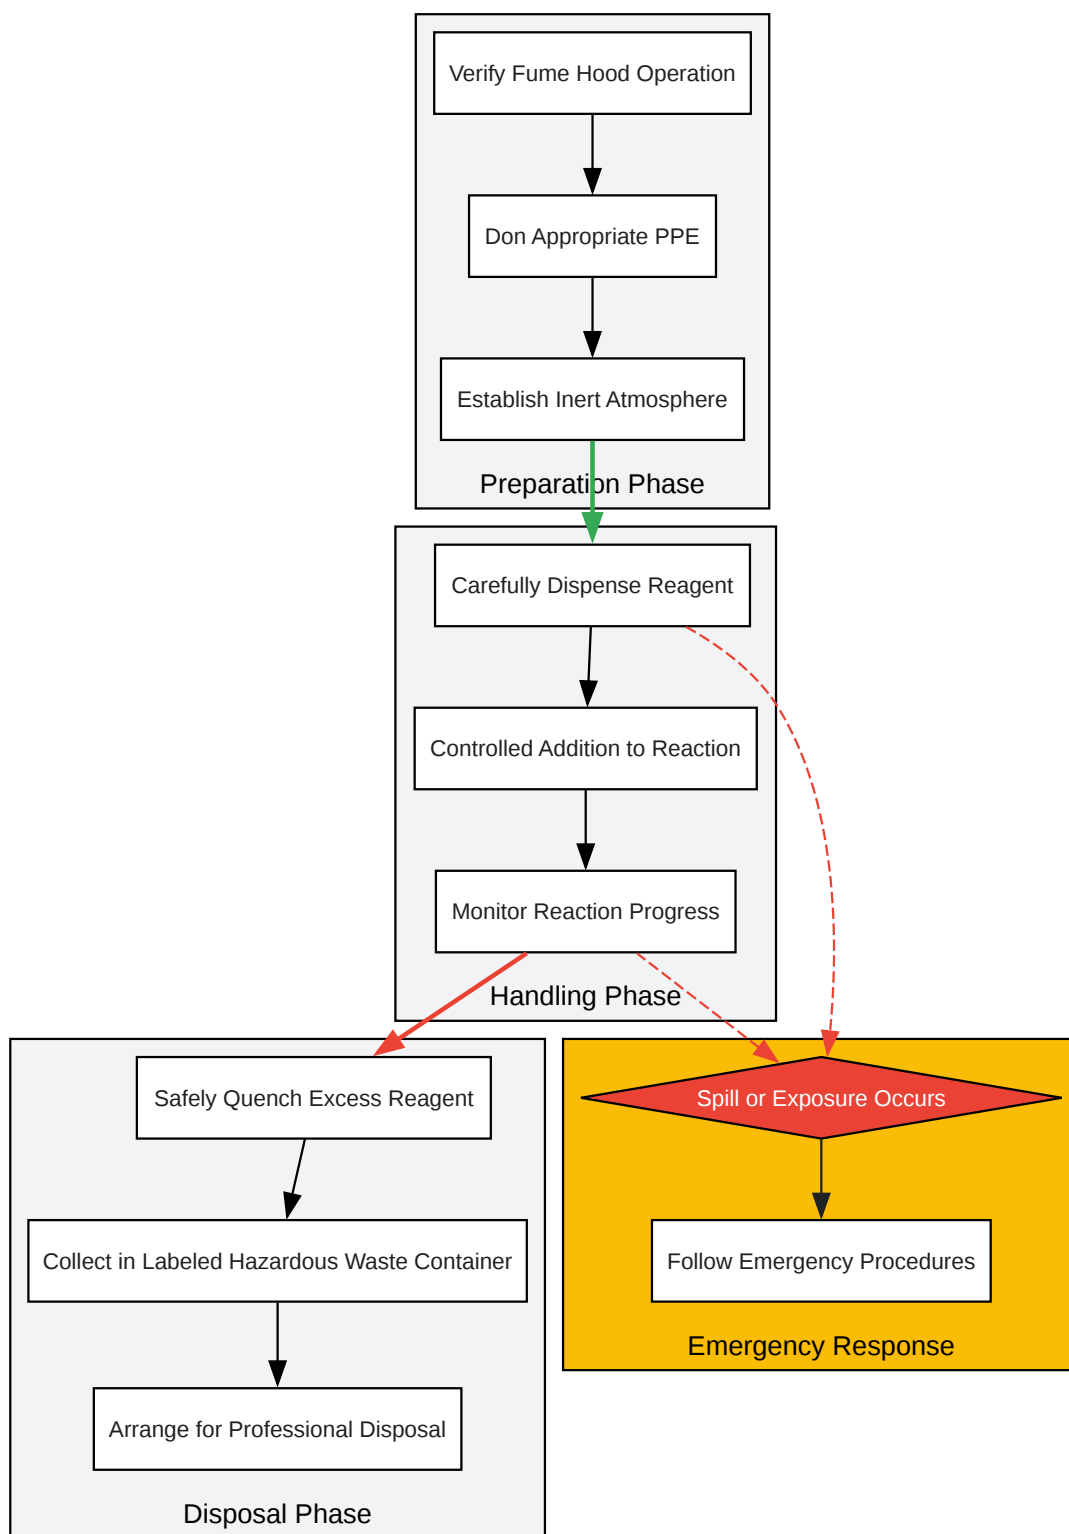 Verify Fume Hood Operation
Don Appropriate PPE
Establish Inert Atmosphere
Preparation Phase
Carefully Dispense Reagent
Controlled Addition to Reaction
Monitor Reaction Progress
Handling Phase
Safely Quench Excess Reagent
Collect in Labeled Hazardous Waste Container
Arrange for Professional Disposal
Disposal Phase
Spill or Exposure Occurs
Follow Emergency Procedures
Emergency Response